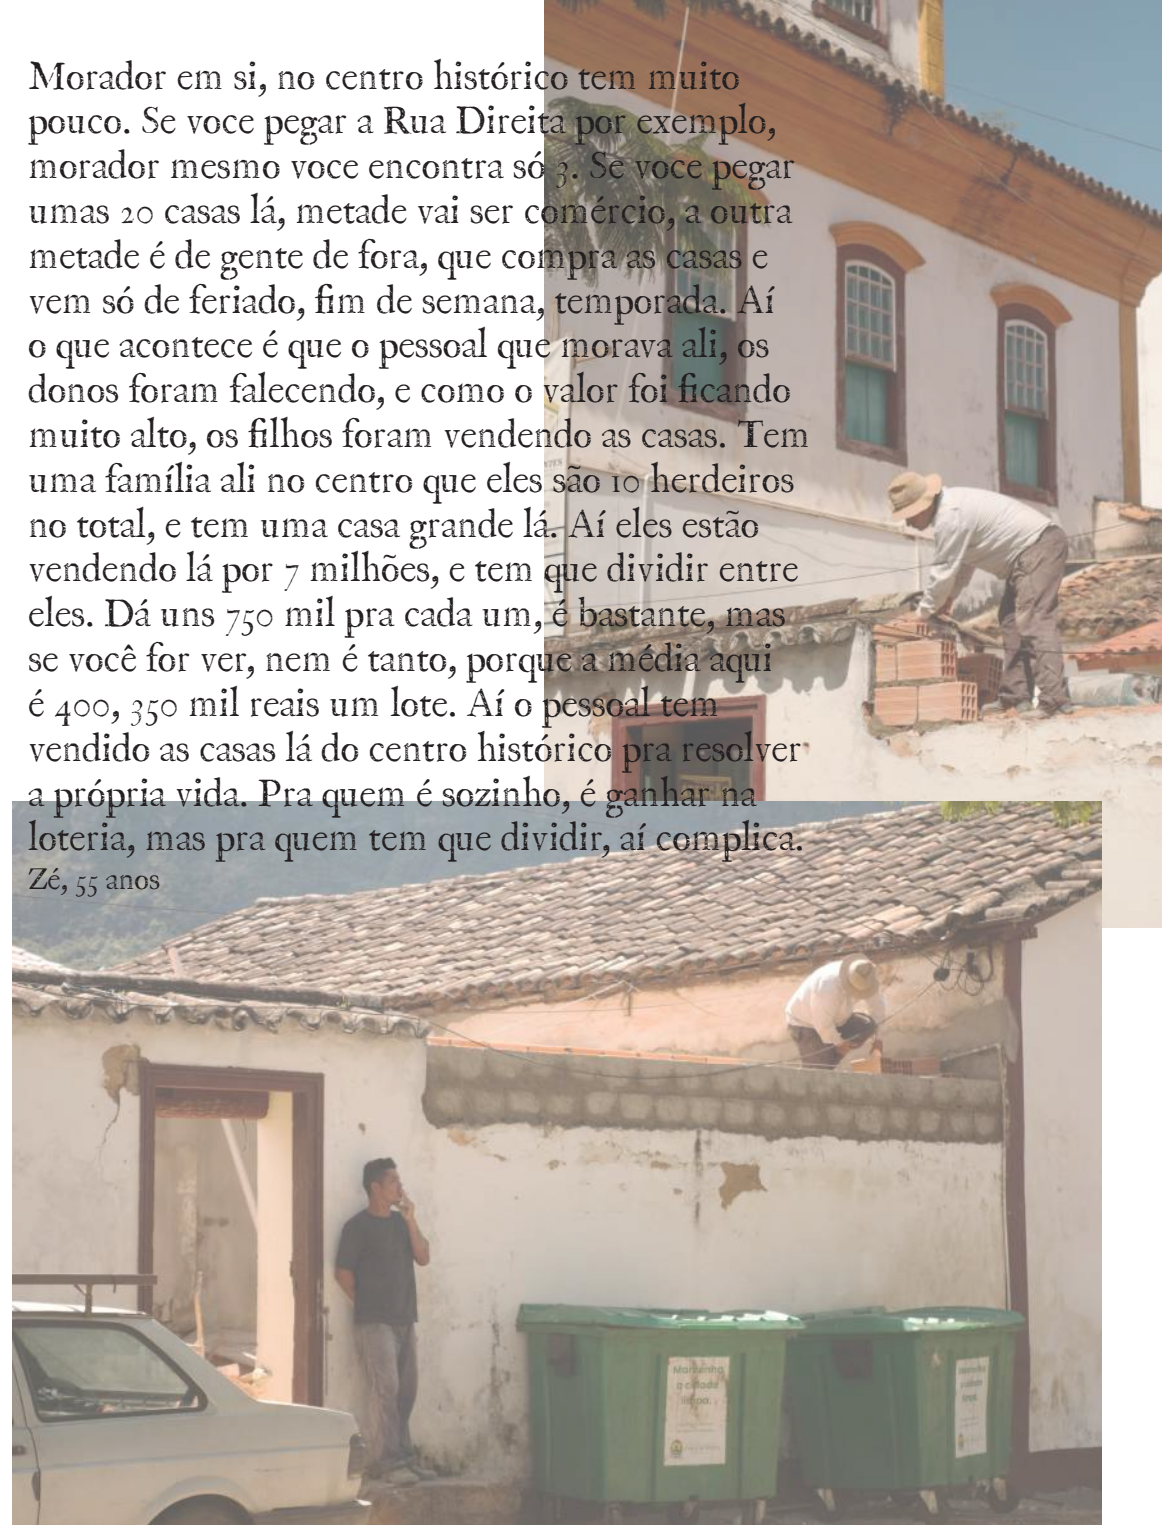 Morador em si, no centro histórico tem muito
pouco. Se voce pegar a Rua Direita por exemplo,
morador mesmo voce encontra só 3. Se voce pegar
umas 20 casas lá, metade vai ser comércio, a outra
metade é de gente de fora, que compra as casas e
vem só de feriado, fim de semana, temporada. Aí
o que acontece é que o pessoal que morava ali, os
donos foram falecendo, e como o valor foi ficando
muito alto, os filhos foram vendendo as casas. Tem
uma família ali no centro que eles são 10 herdeiros
no total, e tem uma casa grande lá. Aí eles estão
vendendo lá por 7 milhões, e tem que dividir entre
eles. Dá uns 750 mil pra cada um, é bastante, mas
se você for ver, nem é tanto, porque a média aqui
é 400, 350 mil reais um lote. Aí o pessoal tem
vendido as casas lá do centro histórico pra resolver
a própria vida. Pra quem é sozinho, é ganhar na
loteria, mas pra quem tem que dividir, aí complica.
Zé, 55 anos
Mantenha
a cidade
limpa.